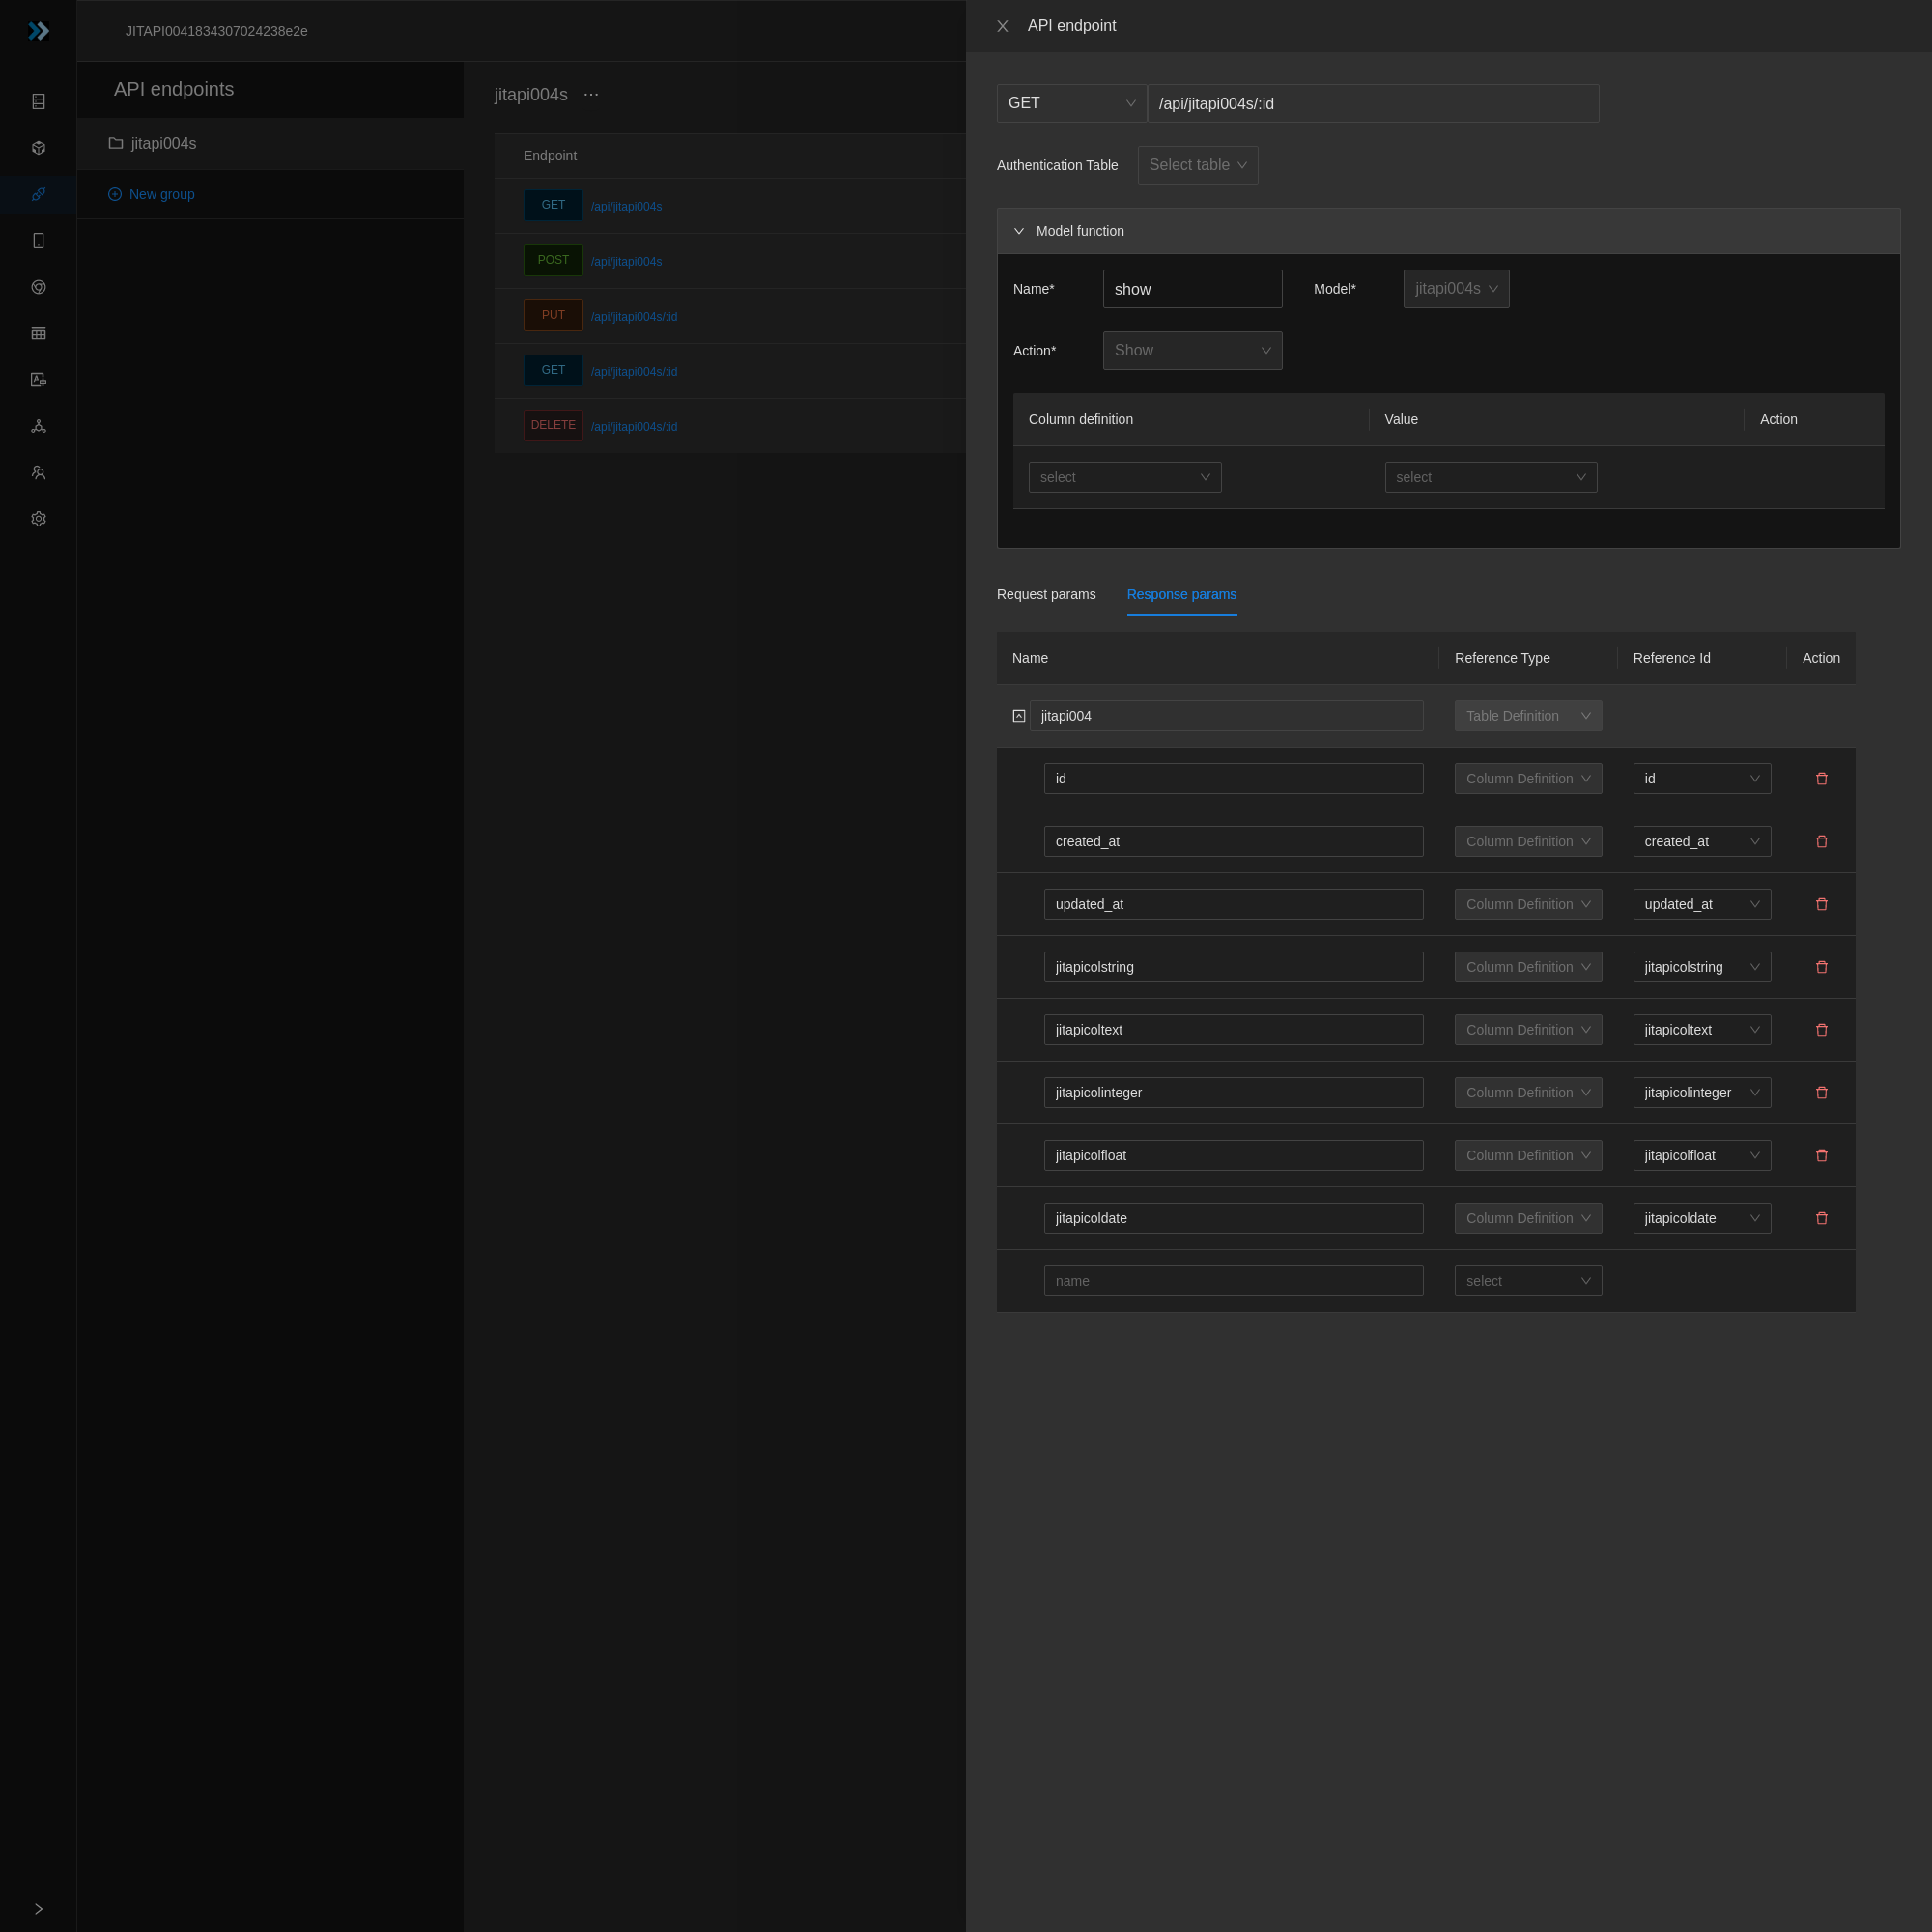 JITAPI0041834307024238e2e
API endpoints
jitapi004s
New group
jitapi004s ···
Endpoint
GET /api/jitapi004s
POST /api/jitapi004s
PUT /api/jitapi004s/:id
GET /api/jitapi004s/:id
DELETE /api/jitapi004s/:id
API endpoint
GET /api/jitapi004s/:id
Authentication Table Select table
Model function
Name* show Model* jitapi004s
Action* Show
Column definition Value Action
select select
Request params Response params
Name Reference Type Reference Id Action
jitapi004 Table Definition
id Column Definition id
created_at Column Definition created_at
updated_at Column Definition updated_at
jitapicolstring Column Definition jitapicolstring
jitapicoltext Column Definition jitapicoltext
jitapicolinteger Column Definition jitapicolinteger
jitapicolfloat Column Definition jitapicolfloat
jitapicoldate Column Definition jitapicoldate
name select